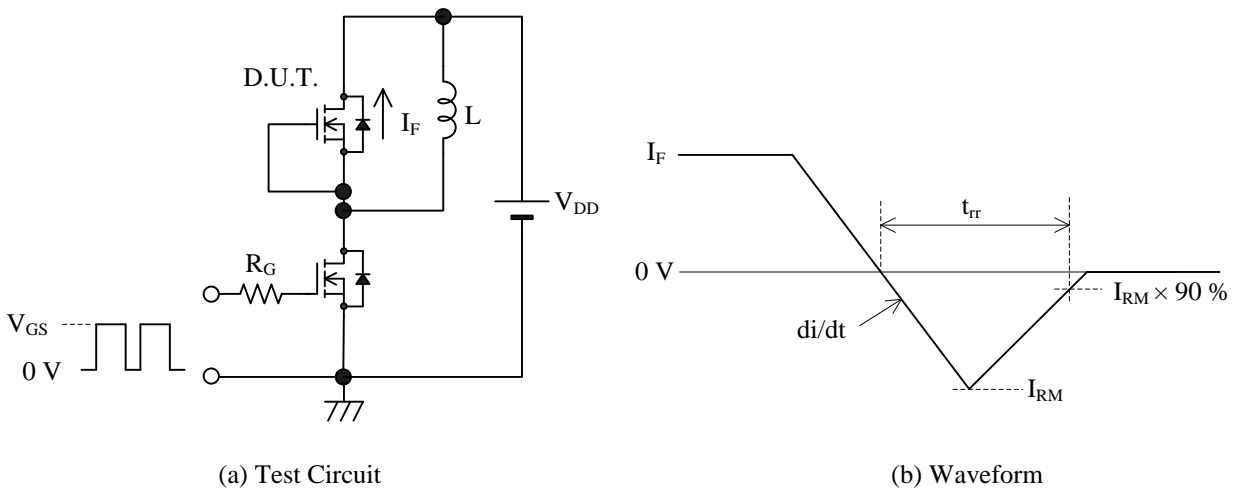 D.U.T.
I_F
L
V_DD
R_G
V_GS
0 V
(a) Test Circuit
I_F
t_rr
0 V
I_RM × 90 %
di/dt
I_RM
(b) Waveform